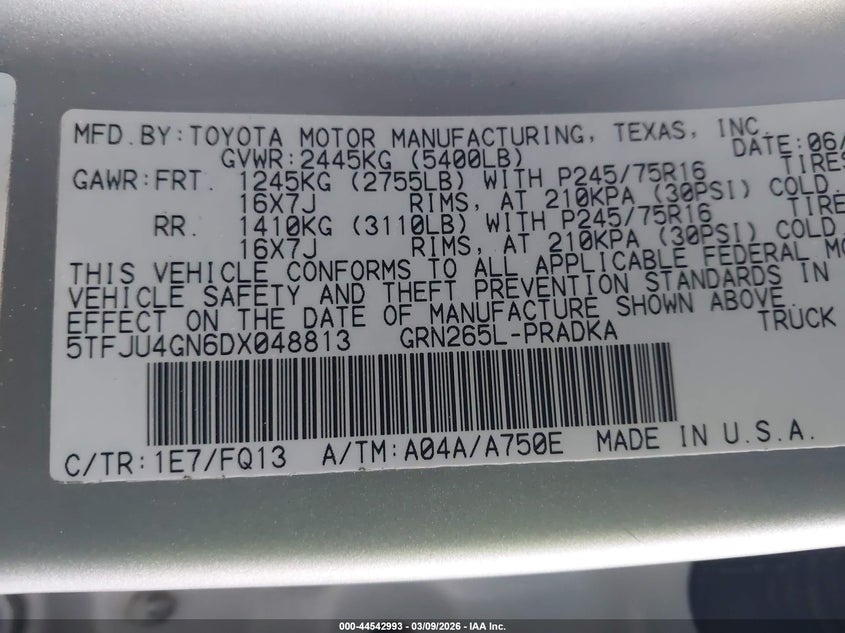 MFD.BY:TOYOTA MOTOR MANUFACTURING, TEXAS, INC.
DATE:06/
GVWR:2445KG (5400LB)
GAWR:FRT. 1245KG (2755LB) WITH P245/75R16 TIRES
16X7J RIMS, AT 210KPA (30PSI) COLD.
RR. 1410KG (3110LB) WITH P245/75R16 TIRE
16X7J RIMS, AT 210KPA (30PSI) COLD
THIS VEHICLE CONFORMS TO ALL APPLICABLE FEDERAL MO
VEHICLE SAFETY AND THEFT PREVENTION STANDARDS IN
EFFECT ON THE DATE OF MANUFACTURE SHOWN ABOVE.
5TFJU4GN6DX048813 GRN265L-PRADKA TRUCK
C/TR:1E7/FQ13 A/TM:A04A/A750E MADE IN U.S.A.
000-44542993 - 03/09/2026 - IAA Inc.